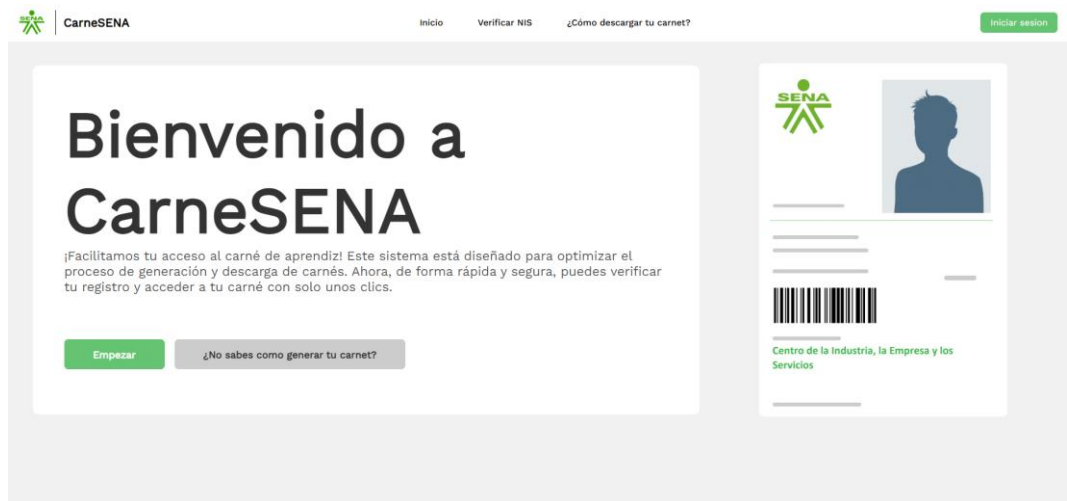 SENA
CarneSENA
Inicio
Verificar NIS
¿Cómo descargar tu carnet?
Iniciar sesion
Bienvenido a
CarneSENA
¡Facilitamos tu acceso al carné de aprendiz! Este sistema está diseñado para optimizar el
proceso de generación y descarga de carnés. Ahora, de forma rápida y segura, puedes verificar
tu registro y acceder a tu carné con solo unos clics.
Empezar
¿No sabes como generar tu carnet?
SENA
Centro de la Industria, la Empresa y los
Servicios